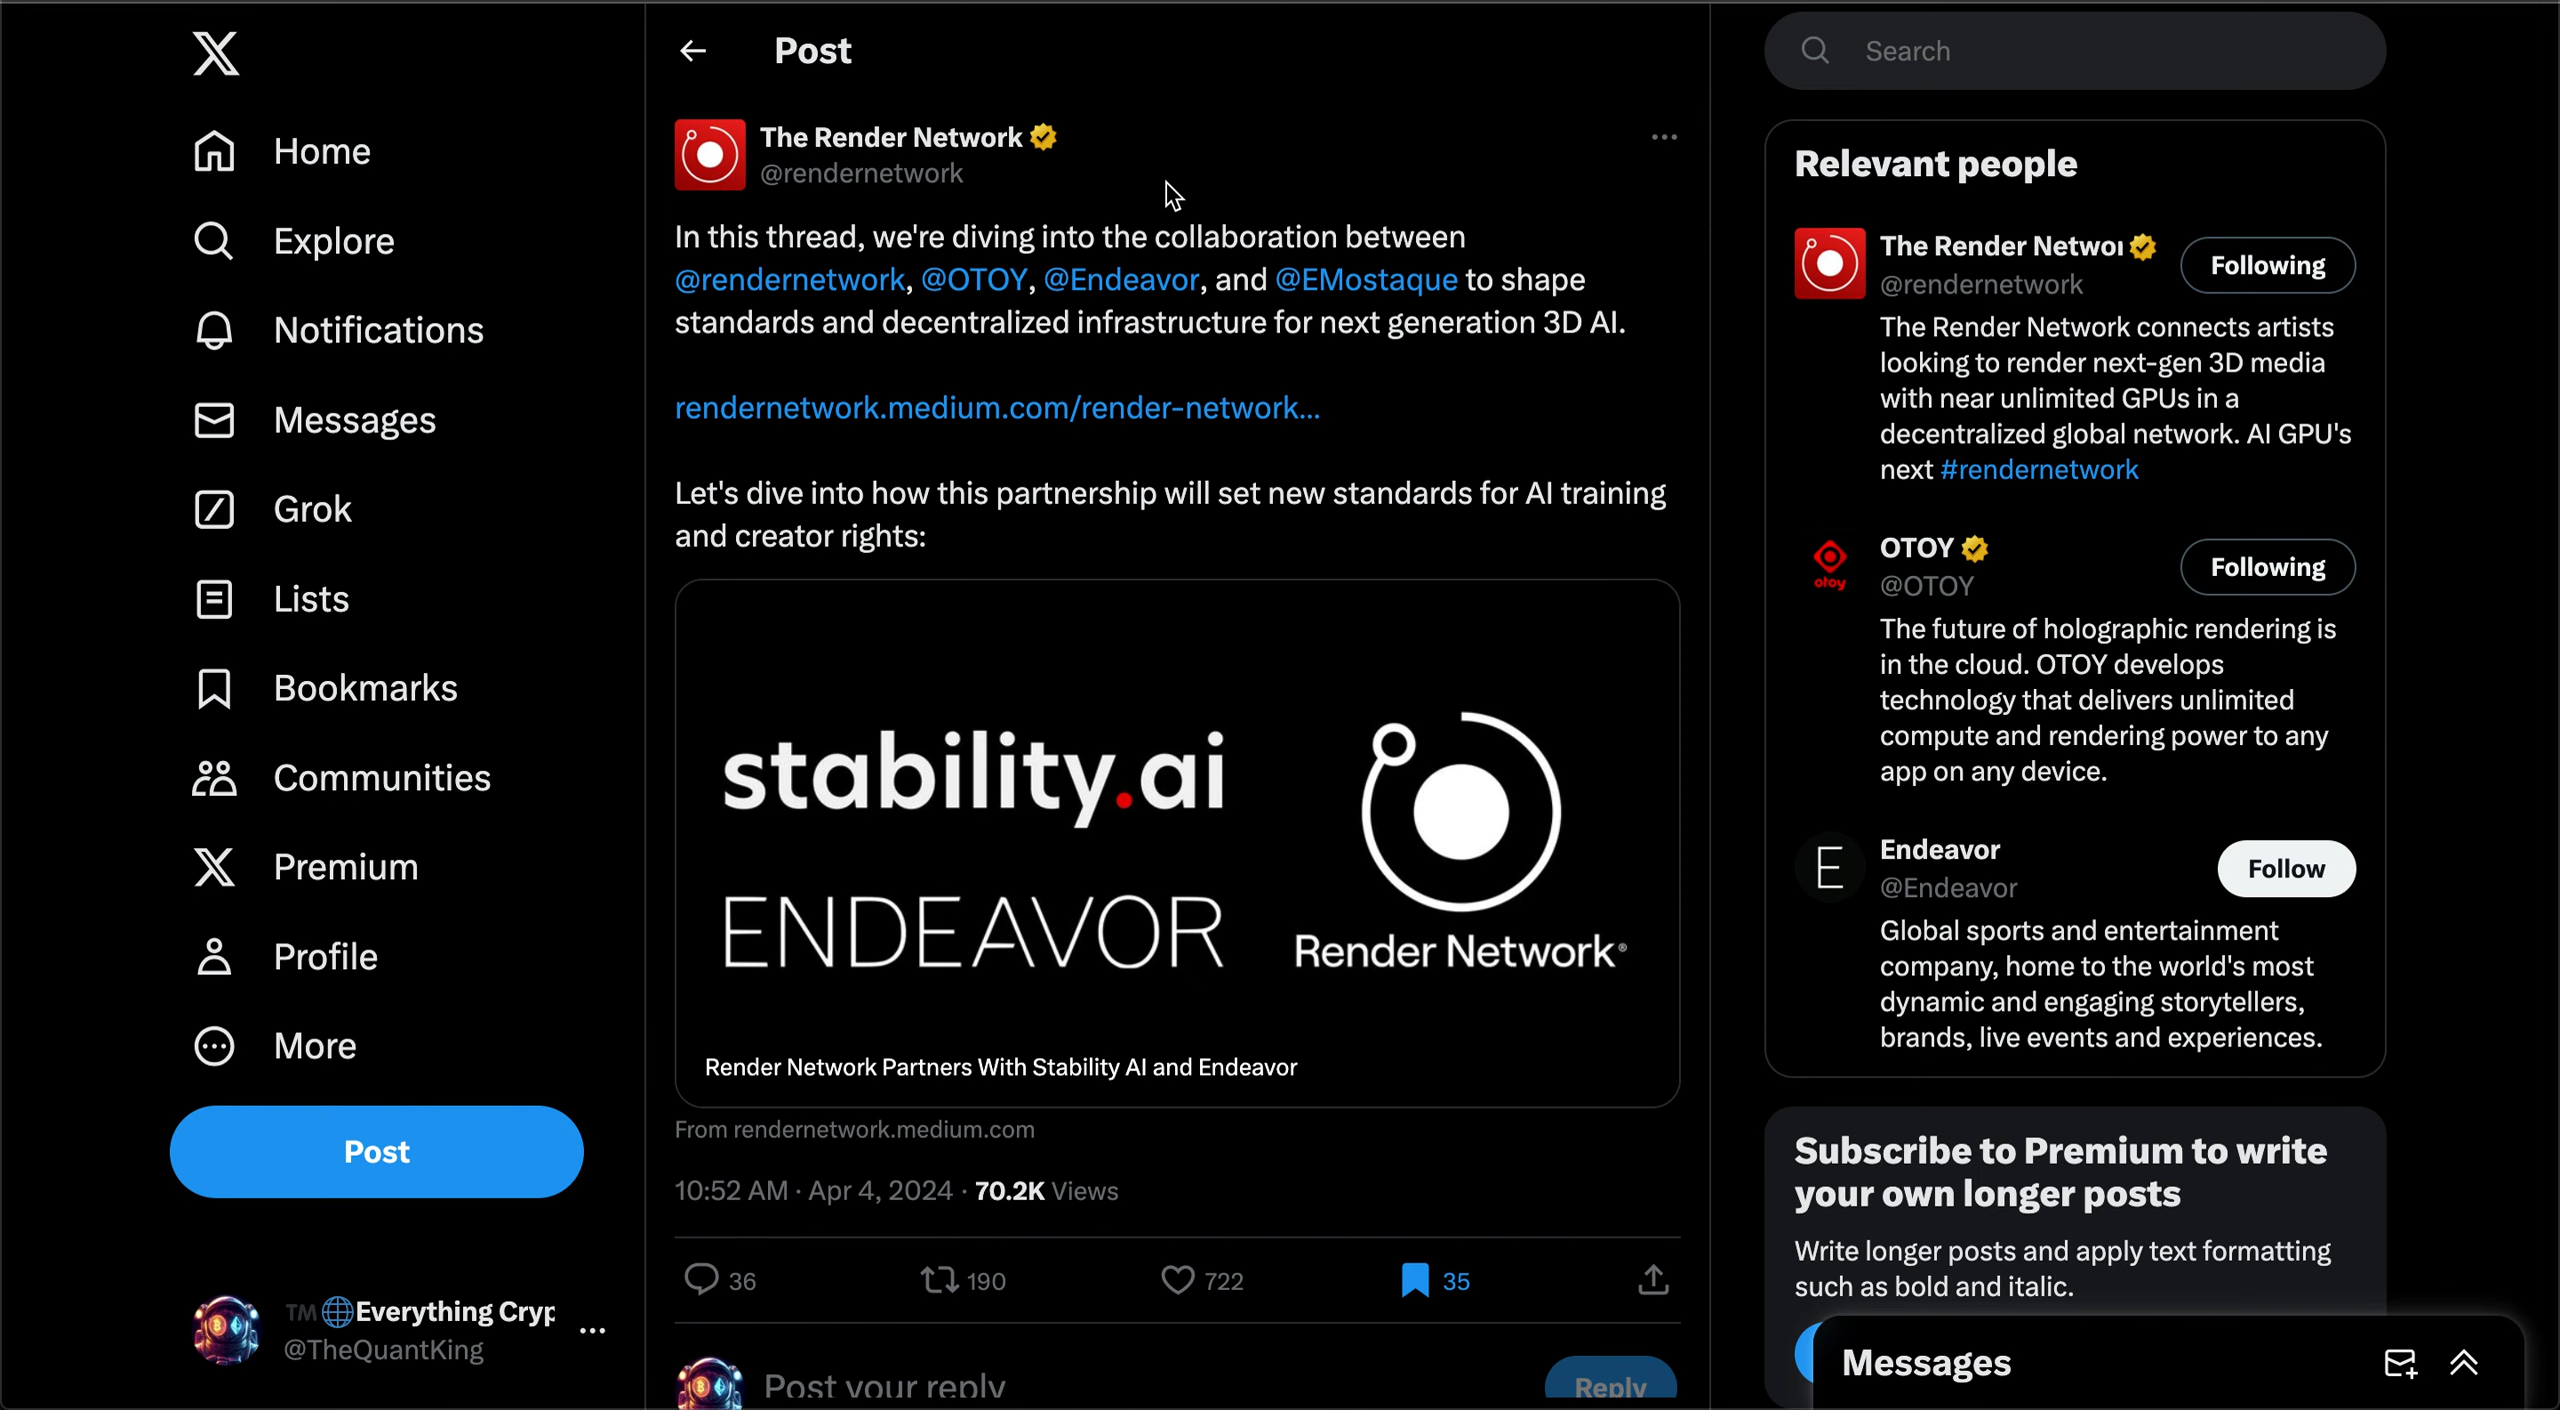 Home
Explore
Notifications
Messages
Grok
Lists
Bookmarks
Communities
Premium
Profile
More
Post
™🌐Everything Cryp
@TheQuantKing
Post
The Render Network
@rendernetwork
In this thread, we're diving into the collaboration between
@rendernetwork, @OTOY, @Endeavor, and @EMostaque to shape
standards and decentralized infrastructure for next generation 3D AI.
rendernetwork.medium.com/render-network...
Let's dive into how this partnership will set new standards for AI training
and creator rights:
stability.ai
ENDEAVOR
Render Network®
Render Network Partners With Stability AI and Endeavor
From rendernetwork.medium.com
10:52 AM · Apr 4, 2024 · 70.2K Views
36 190 722 35
Post your reply
Reply
Search
Relevant people
The Render Networ
@rendernetwork
Following
The Render Network connects artists
looking to render next-gen 3D media
with near unlimited GPUs in a
decentralized global network. AI GPU's
next #rendernetwork
otoy
OTOY
@OTOY
Following
The future of holographic rendering is
in the cloud. OTOY develops
technology that delivers unlimited
compute and rendering power to any
app on any device.
E
Endeavor
@Endeavor
Follow
Global sports and entertainment
company, home to the world's most
dynamic and engaging storytellers,
brands, live events and experiences.
Subscribe to Premium to write
your own longer posts
Write longer posts and apply text formatting
such as bold and italic.
Messages